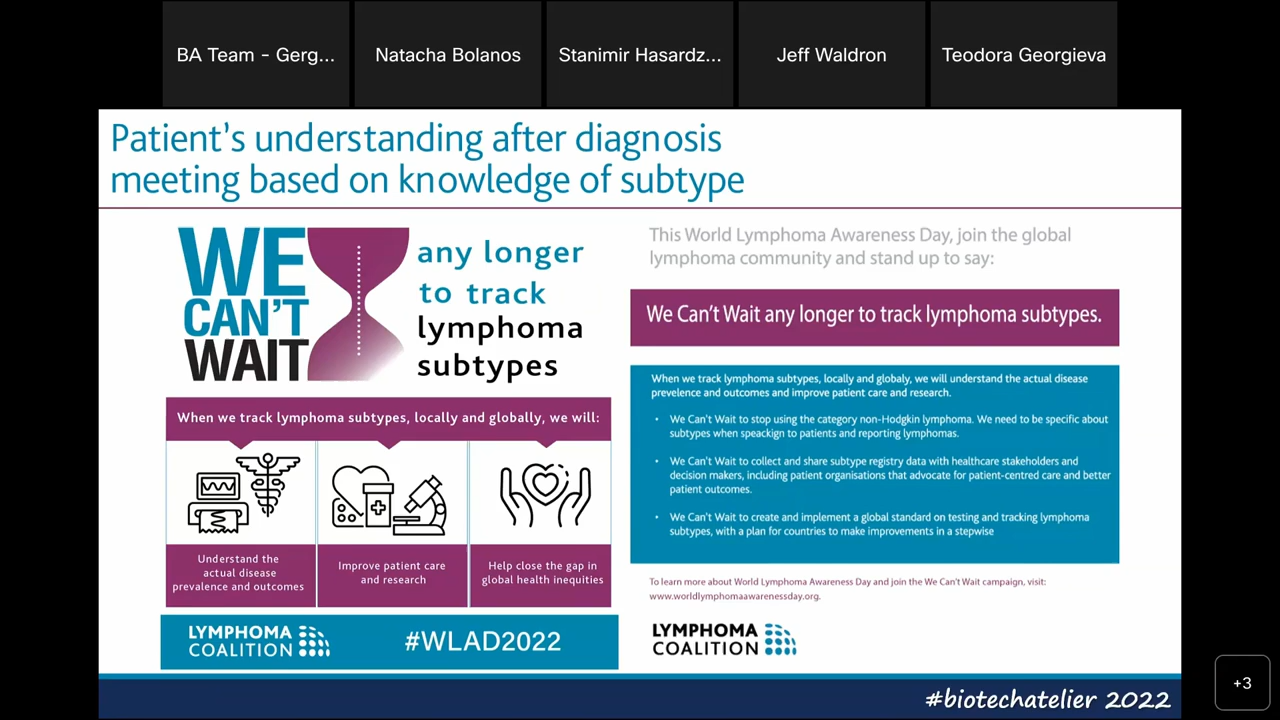 BA Team - Gerg...
Natacha Bolanos
Stanimir Hasardz...
Jeff Waldron
Teodora Georgieva
Patient's understanding after diagnosis
meeting based on knowledge of subtype
WE
CAN'T
WAIT
any longer
to track
lymphoma
subtypes
When we track lymphoma subtypes, locally and globally, we will:
Understand the
actual disease
prevalence and outcomes
Improve patient care
and research
Help close the gap in
global health inequities
LYMPHOMA
COALITION
#WLAD2022
This World Lymphoma Awareness Day, join the global
lymphoma community and stand up to say:
We Can't Wait any longer to track lymphoma subtypes.
When we track lymphoma subtypes, locally and globaly, we will understand the actual disease
prevelence and outcomes and improve patient care and research.
• We Can't Wait to stop using the category non-Hodgkin lymphoma. We need to be specific about
subtypes when speackign to patients and reporting lymphomas.
• We Can't Wait to collect and share subtype registry data with healthcare stakeholders and
decision makers, including patient organisations that advocate for patient-centred care and better
patient outcomes.
• We Can't Wait to create and implement a global standard on testing and tracking lymphoma
subtypes, with a plan for countries to make improvements in a stepwise
To learn more about World Lymphoma Awareness Day and join the We Can't Wait campaign, visit:
www.worldlymphomaawarenessday.org.
LYMPHOMA
COALITION
#biotechatelier 2022
+3